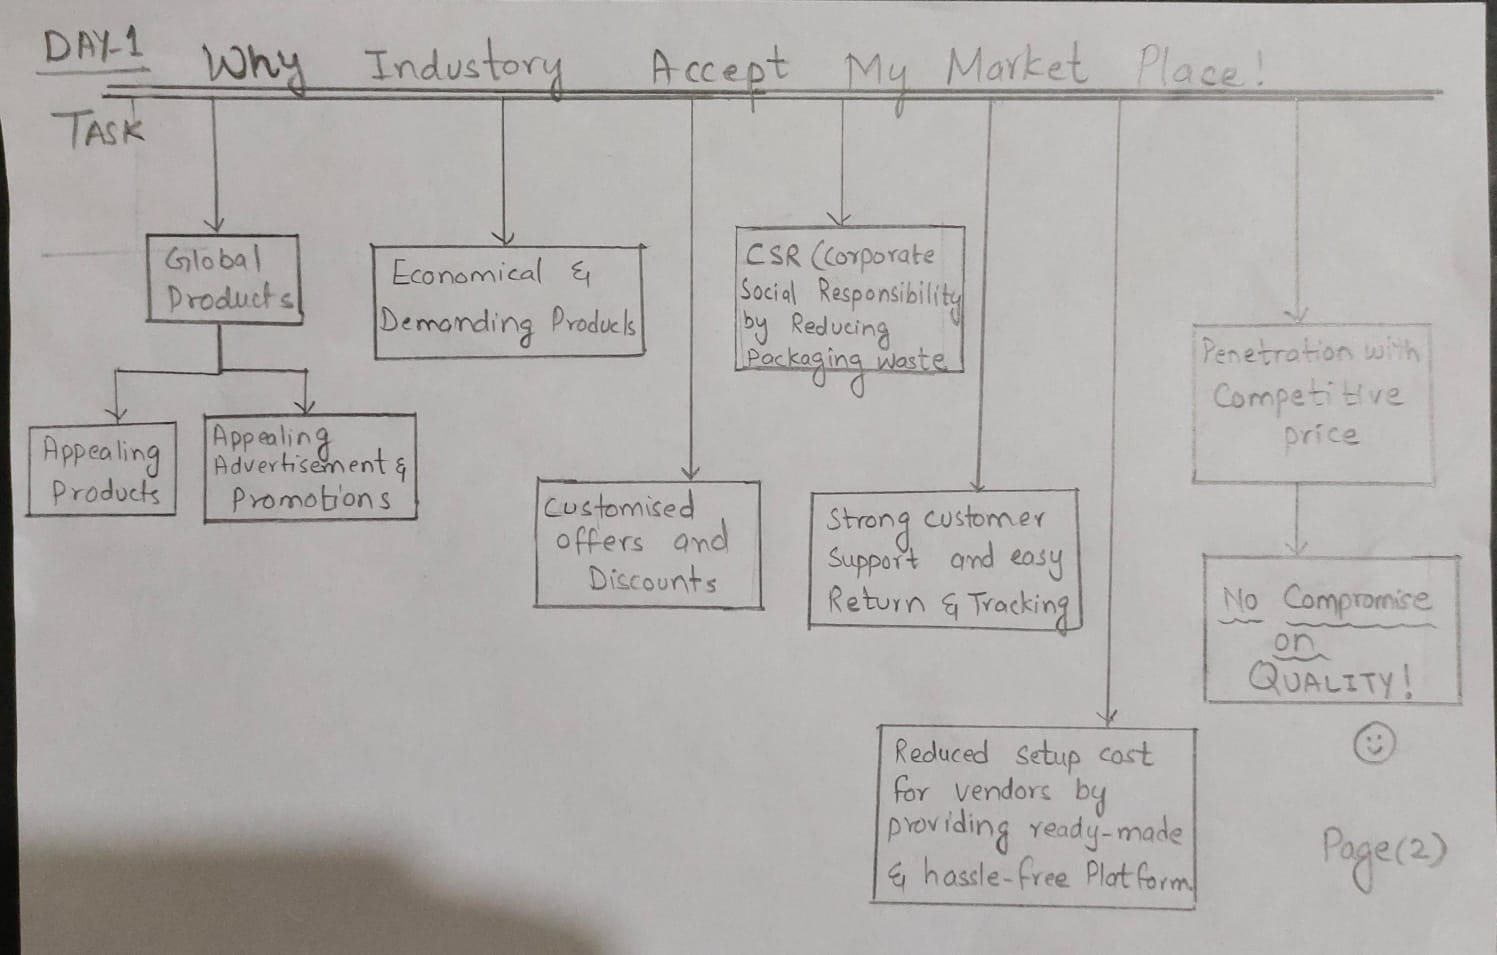 DAY-1 Why Industory Accept My Market Place!
TASK
Global
Products
Appealing
Products
Appealing
Advertisement &
Promotions
Economical &
Demanding Products
Customised
offers and
Discounts
CSR (Corporate
Social Responsibility
by Reducing
Packaging Waste
Strong customer
Support and easy
Return & Tracking
Reduced setup cost
for vendors by
providing ready-made
& hassle-free Platform
Penetration with
Competitive
price
No Compromise
on
QUALITY!
Page(2)